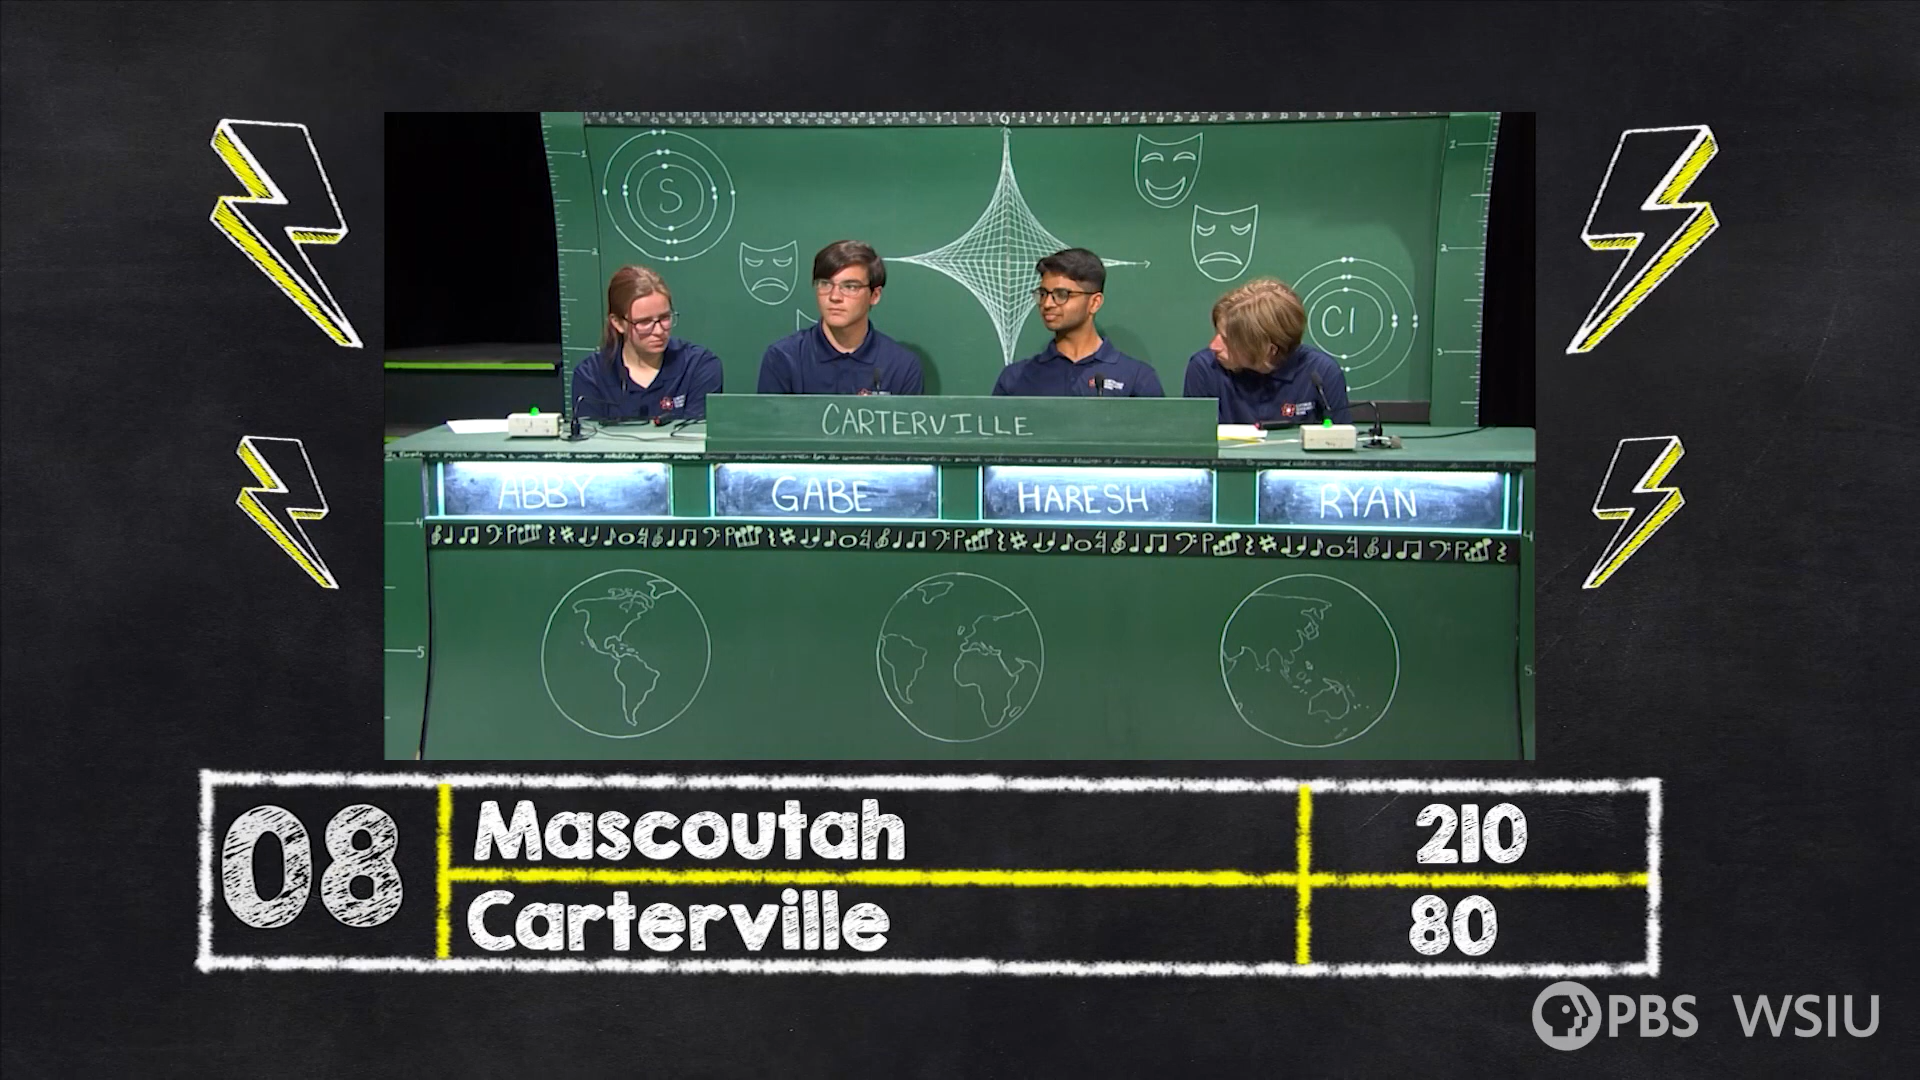 S
Cl
CARTERVILLE
ABBY
GABE
HARESH
RYAN
08
Mascoutah
210
Carterville
80
PBS WSIU